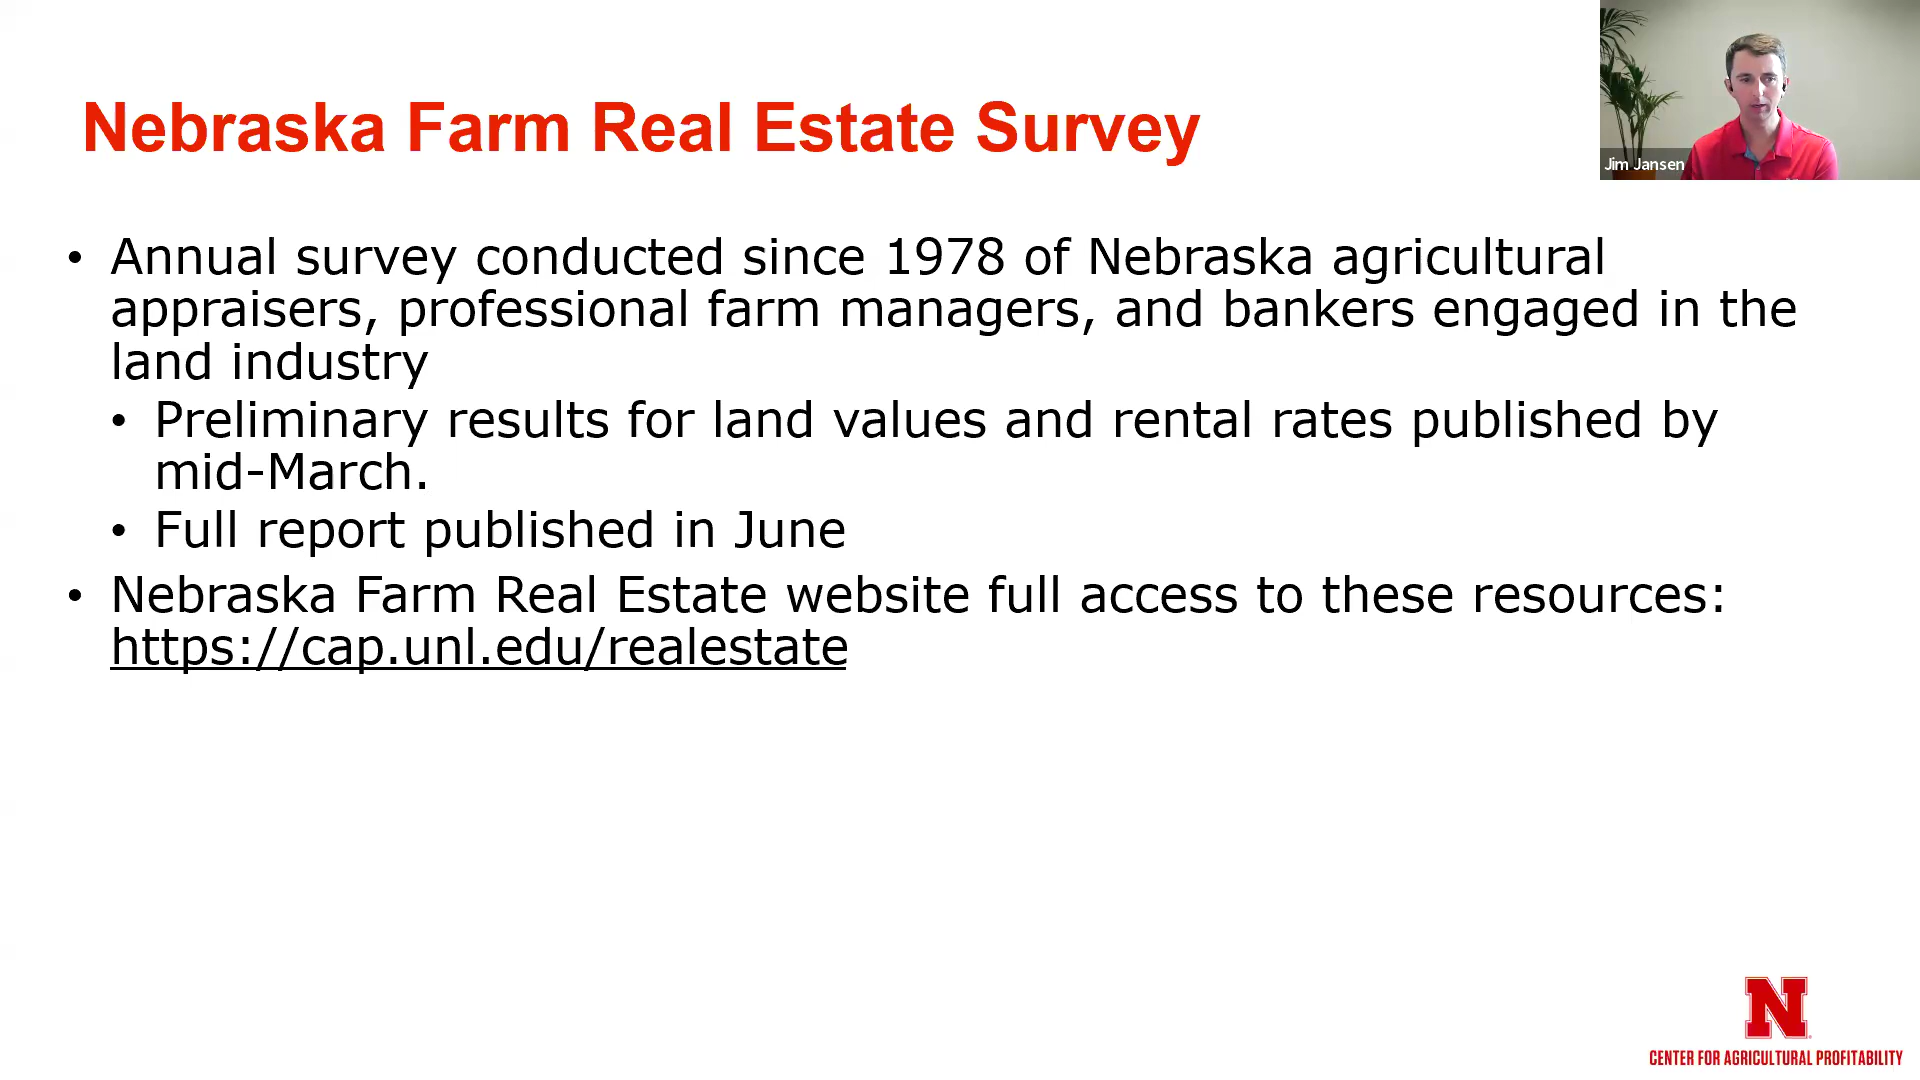 Nebraska Farm Real Estate Survey
Jim Jansen
• Annual survey conducted since 1978 of Nebraska agricultural
appraisers, professional farm managers, and bankers engaged in the
land industry
• Preliminary results for land values and rental rates published by
mid-March.
• Full report published in June
• Nebraska Farm Real Estate website full access to these resources:
https://cap.unl.edu/realestate
N
CENTER FOR AGRICULTURAL PROFITABILITY